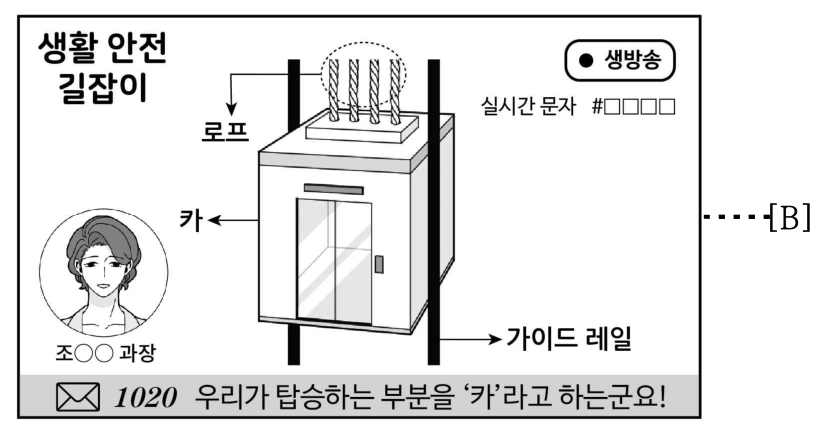 생활 안전
길잡이
● 생방송
실시간 문자 #□□□□
로프
카
[B]
가이드 레일
조○○ 과장
1020 우리가 탑승하는 부분을 ‘카’라고 하는군요!